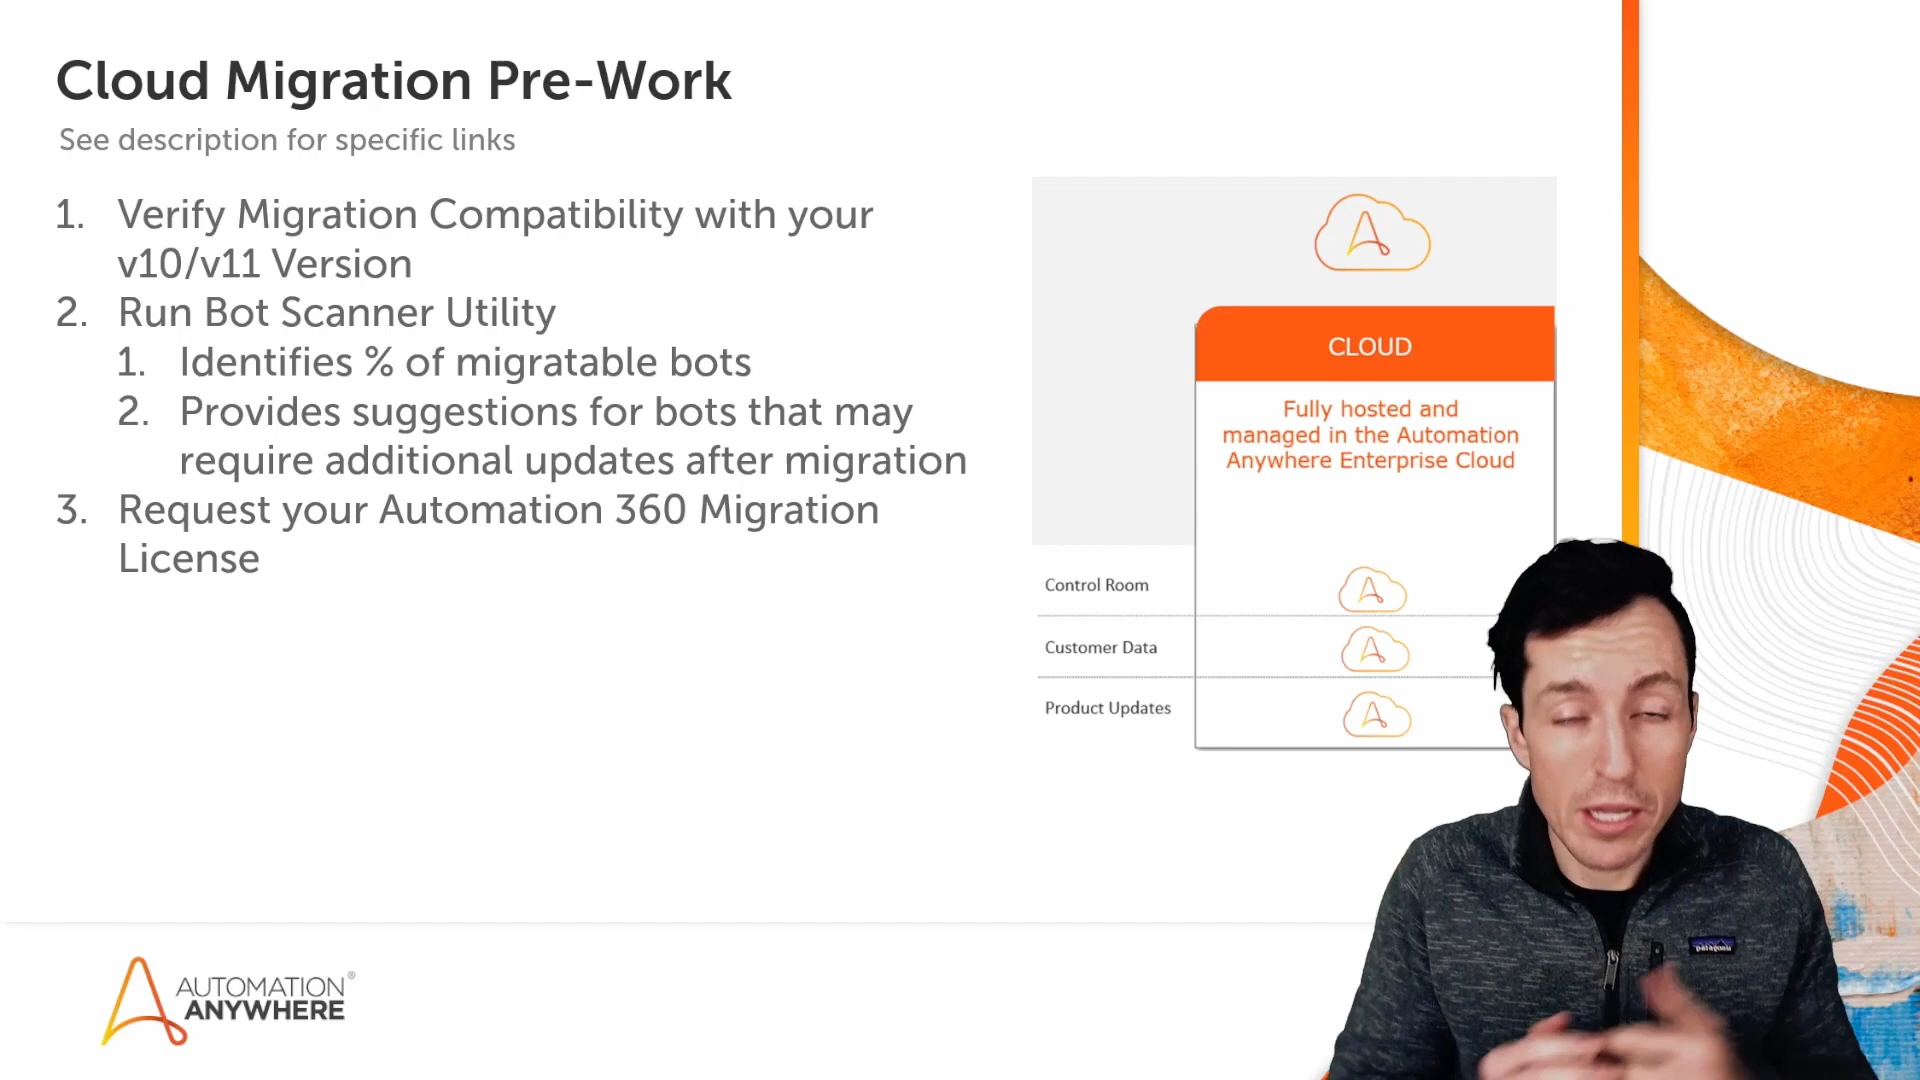 Cloud Migration Pre-Work
See description for specific links
1. Verify Migration Compatibility with your
v10/v11 Version
2. Run Bot Scanner Utility
1. Identifies % of migratable bots
2. Provides suggestions for bots that may
require additional updates after migration
3. Request your Automation 360 Migration
License
CLOUD
Fully hosted and
managed in the Automation
Anywhere Enterprise Cloud
Control Room
Customer Data
Product Updates
AUTOMATION®
ANYWHERE
patagonia